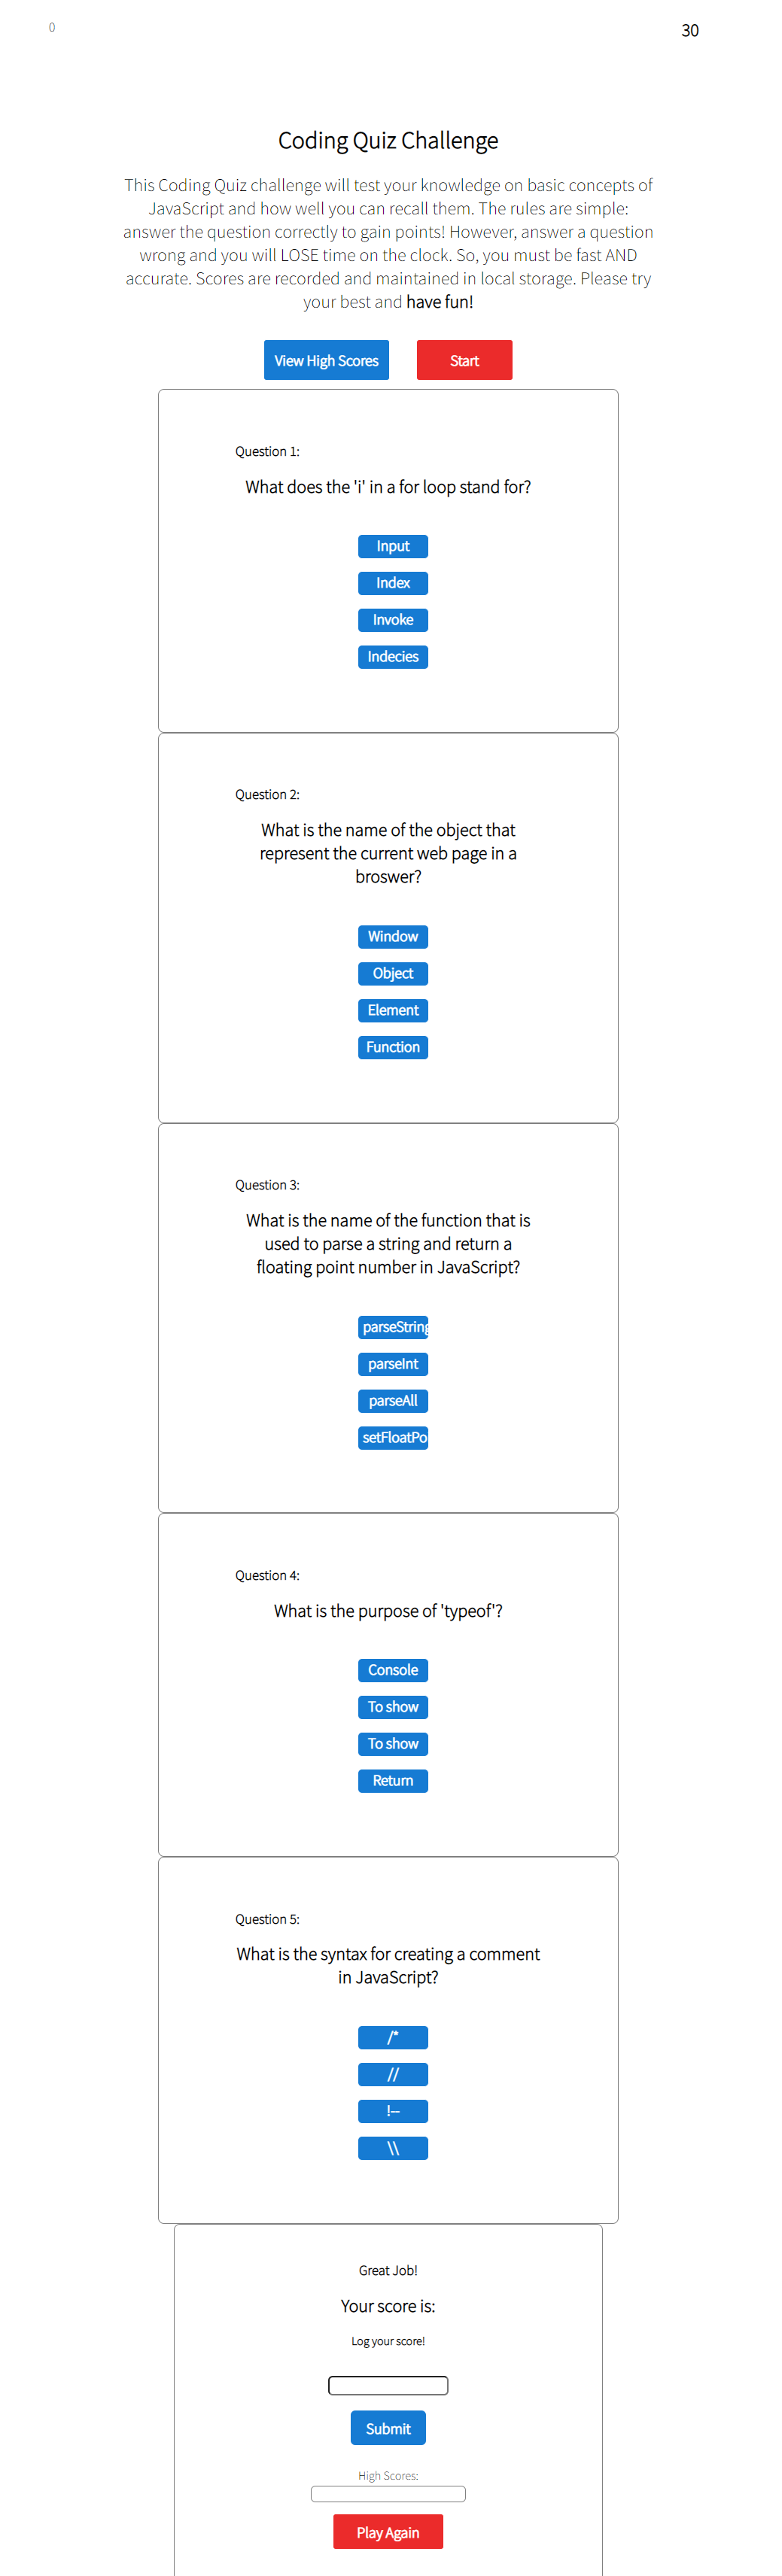 0
30
Coding Quiz Challenge
This Coding Quiz challenge will test your knowledge on basic concepts of
JavaScript and how well you can recall them. The rules are simple:
answer the question correctly to gain points! However, answer a question
wrong and you will LOSE time on the clock. So, you must be fast AND
accurate. Scores are recorded and maintained in local storage. Please try
your best and have fun!
View High Scores
Start
Question 1:
What does the 'i' in a for loop stand for?
Input
Index
Invoke
Indecies
Question 2:
What is the name of the object that
represent the current web page in a
broswer?
Window
Object
Element
Function
Question 3:
What is the name of the function that is
used to parse a string and return a
floating point number in JavaScript?
parseString
parseInt
parseAll
setFloatPo
Question 4:
What is the purpose of 'typeof'?
Console
To show
To show
Return
Question 5:
What is the syntax for creating a comment
in JavaScript?
/*
//
!--
\\
Great Job!
Your score is:
Log your score!
Submit
High Scores:
Play Again